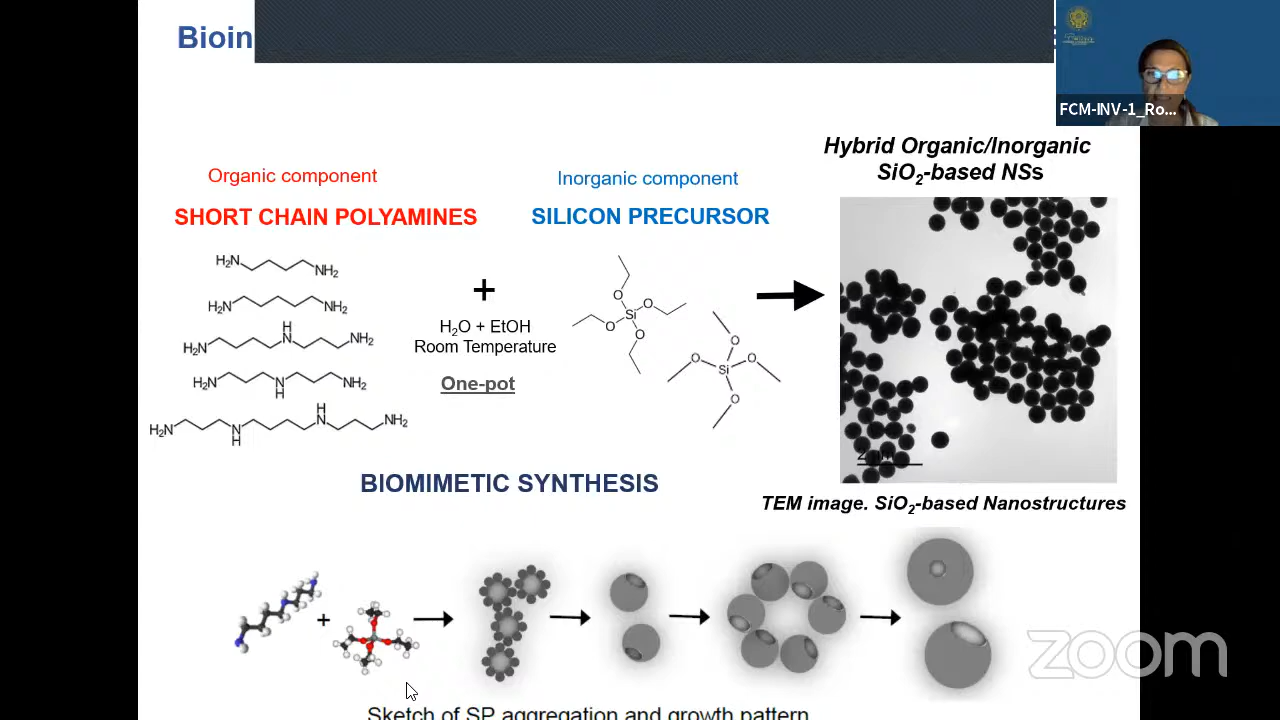 Bioin
FCM-INV-1_Ro...
Hybrid Organic/Inorganic
SiO2-based NSs
Organic component
Inorganic component
SHORT CHAIN POLYAMINES
SILICON PRECURSOR
H2N
NH2
H2N
NH2
H2N
H
N
NH2
H2N
N
H
NH2
H2N
N
H
H
N
NH2
+
H2O + EtOH
Room Temperature
One-pot
O
O
Si
O
O
O
O
O
Si
O
BIOMIMETIC SYNTHESIS
TEM image. SiO2-based Nanostructures
+
zoom
Sketch of SP aggregation and growth pattern